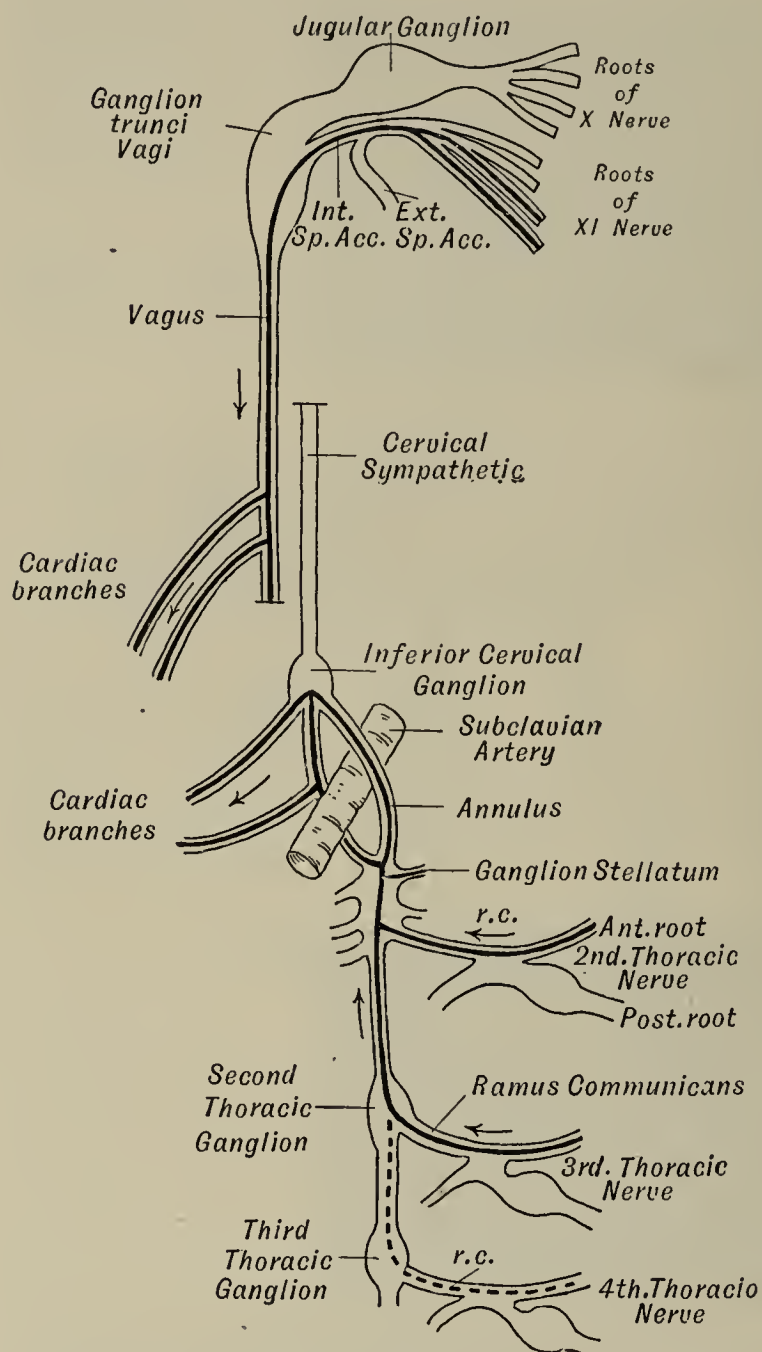 Jugular Ganglion
Roots
of
X Nerve
Ganglion
trunci
Vagi
Roots
of
XI Nerve
Int.
Sp. Acc.
Ext.
Sp. Acc.
Vagus
Cervical
Sympathetic
Cardiac
branches
Inferior Cervical
Ganglion
Subclavian
Artery
Cardiac
branches
Annulus
Ganglion Stellatum
r.c.
Ant. root
2nd. Thoracic
Nerve
Post. root
Second
Thoracic
Ganglion
Ramus Communicans
3rd. Thoracic
Nerve
Third
Thoracic
Ganglion
r.c.
4th. Thoracic
Nerve